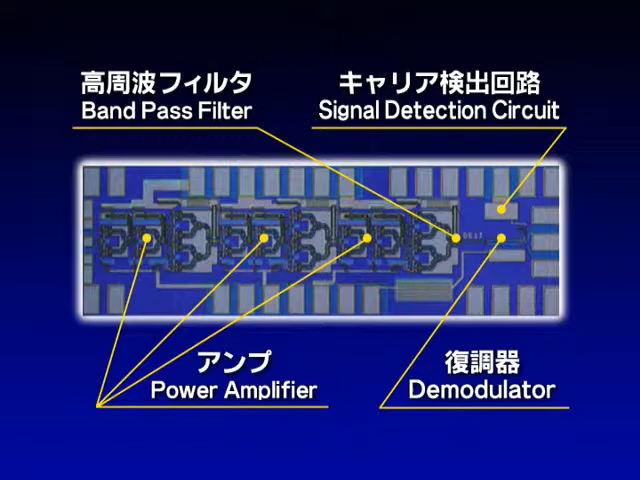 高周波フィルタ
Band Pass Filter
キャリア検出回路
Signal Detection Circuit
アンプ
Power Amplifier
復調器
Demodulator